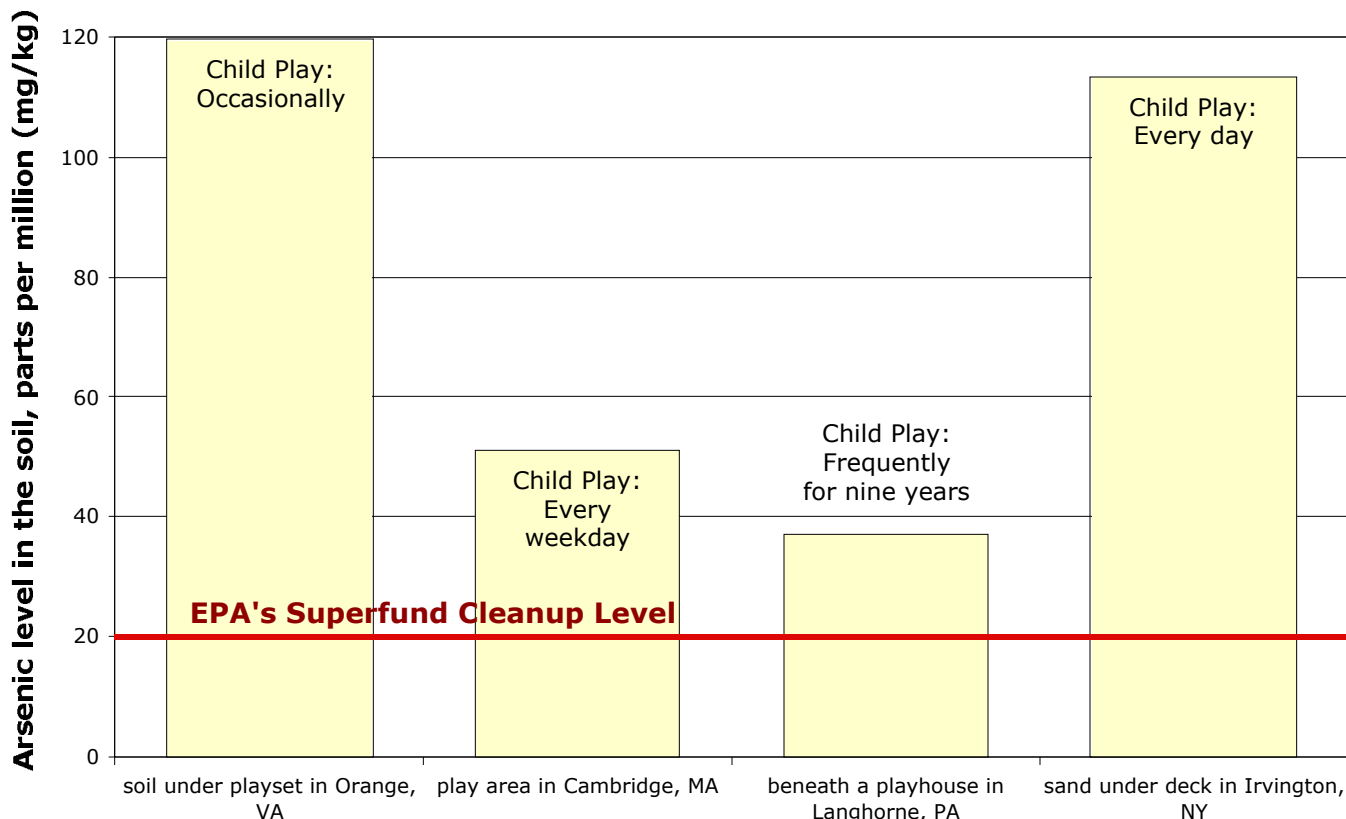 Arsenic level in the soil, parts per million (mg/kg)
120
100
80
60
40
20
0
Child Play:
Occasionally
Child Play:
Every
weekday
Child Play:
Frequently
for nine years
Child Play:
Every day
EPA's Superfund Cleanup Level
soil under playset in Orange,
VA
play area in Cambridge, MA
beneath a playhouse in
Langhorne, PA
sand under deck in Irvington,
NY